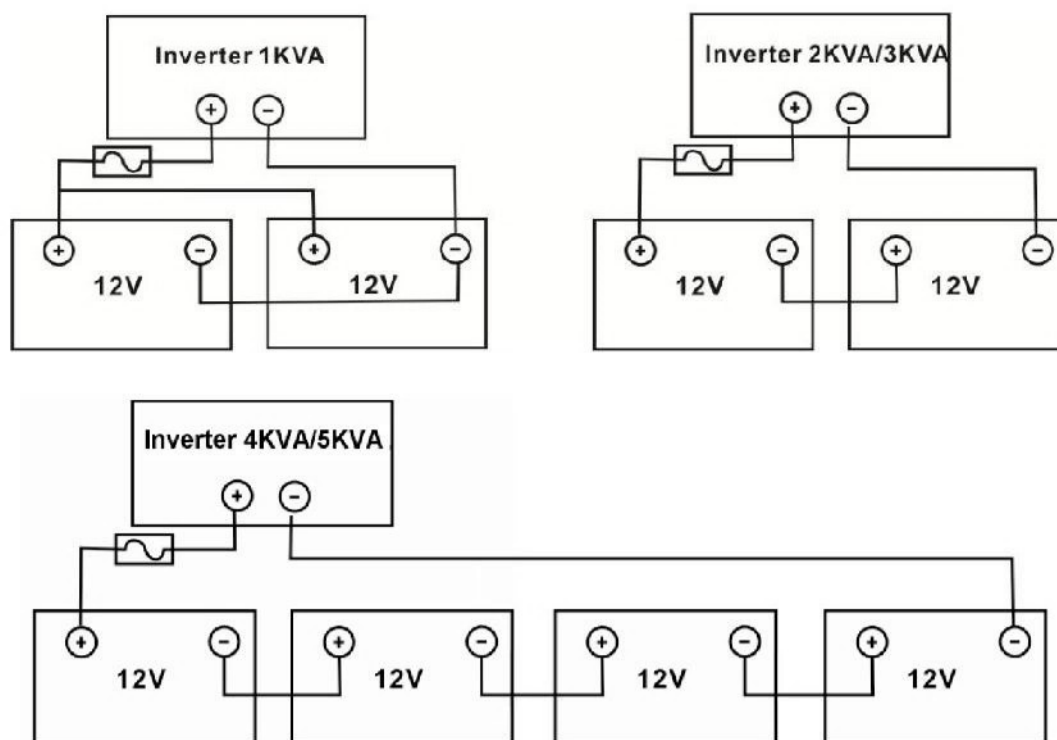 Inverter 1KVA
+ −
+ − + −
12V 12V
Inverter 2KVA/3KVA
+ −
+ − + −
12V 12V
Inverter 4KVA/5KVA
+ −
+ − + − + − + −
12V 12V 12V 12V